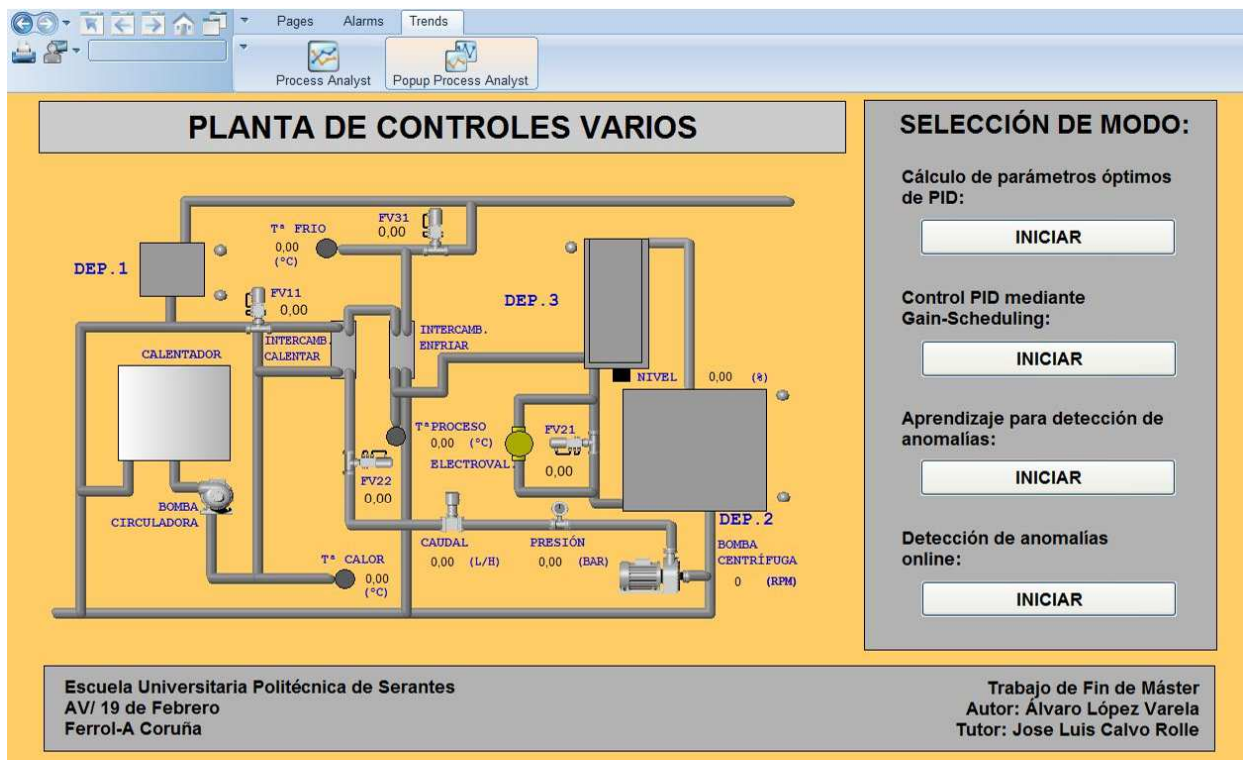 Pages Alarms Trends
Process Analyst Popup Process Analyst
PLANTA DE CONTROLES VARIOS
Tª FRIO
0,00
(°C)
FV31
0,00
DEP.1
FV11
0,00
DEP.3
INTERCAMB.
CALENTAR
INTERCAMB.
ENFRIAR
CALENTADOR
NIVEL 0,00 (%)
TªPROCESO
0,00 (°C)
ELECTROVAL.
FV21
0,00
FV22
0,00
BOMBA
CIRCULADORA
DEP.2
CAUDAL
0,00 (L/H)
PRESIÓN
0,00 (BAR)
BOMBA
CENTRÍFUGA
0 (RPM)
Tª CALOR
0,00
(°C)
SELECCIÓN DE MODO:
Cálculo de parámetros óptimos
de PID:
INICIAR
Control PID mediante
Gain-Scheduling:
INICIAR
Aprendizaje para detección de
anomalías:
INICIAR
Detección de anomalías
online:
INICIAR
Escuela Universitaria Politécnica de Serantes
AV/ 19 de Febrero
Ferrol-A Coruña
Trabajo de Fin de Máster
Autor: Álvaro López Varela
Tutor: Jose Luis Calvo Rolle